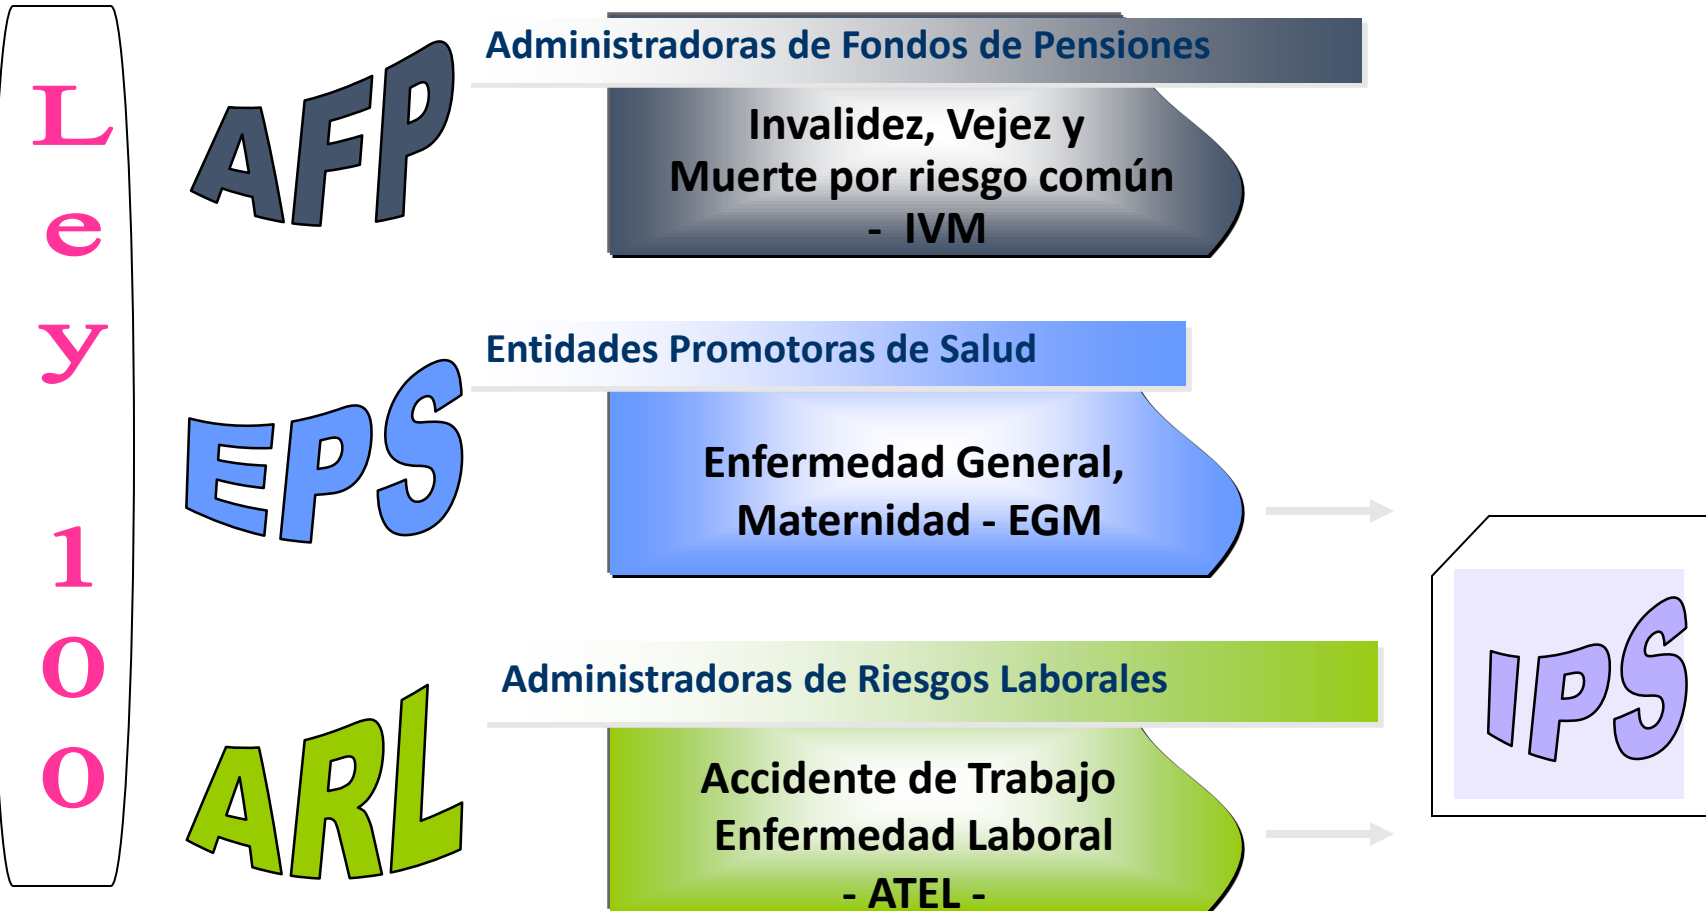 Ley 100
AFP
Administradoras de Fondos de Pensiones
Invalidez, Vejez y
Muerte por riesgo común
- IVM
EPS
Entidades Promotoras de Salud
Enfermedad General,
Maternidad - EGM
ARL
Administradoras de Riesgos Laborales
Accidente de Trabajo
Enfermedad Laboral
- ATEL -
IPS